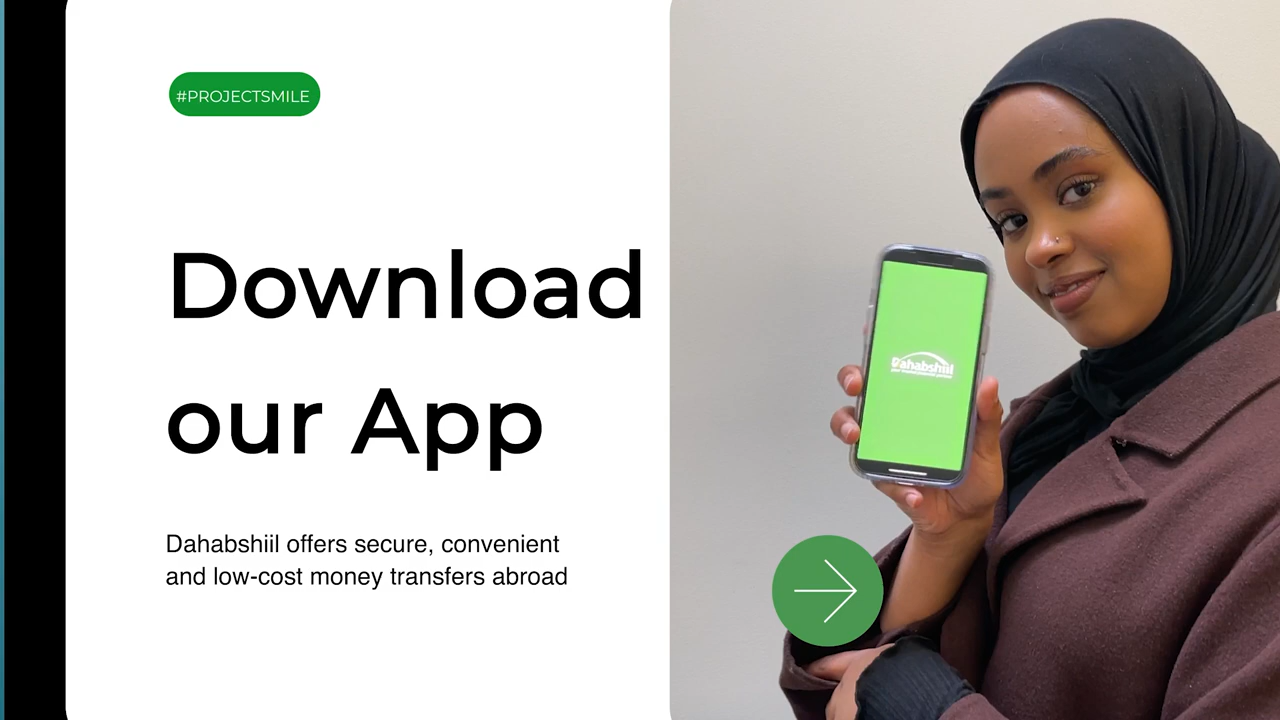 #PROJECTSMILE
Download
our App
Dahabshiil offers secure, convenient
and low-cost money transfers abroad
Dahabshiil